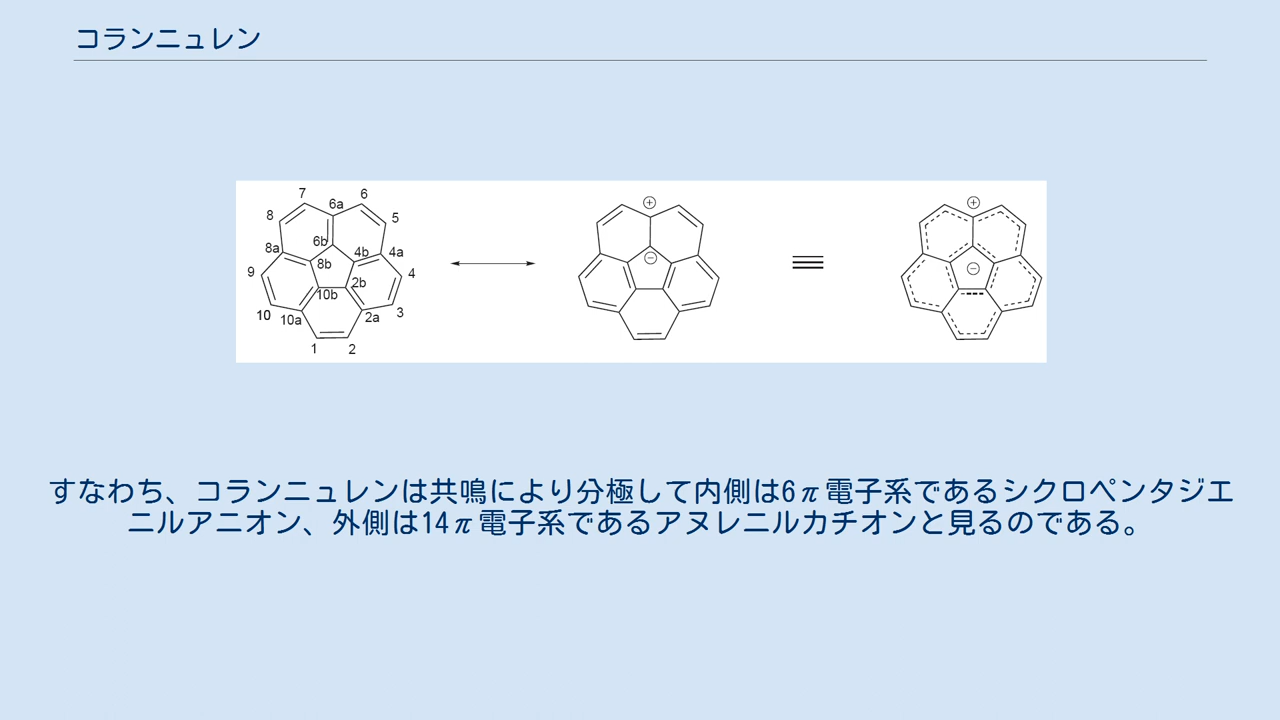 コランニュレン
7 6
6a
8 5
6b
8a 4b 4a
8b
9 4
2b
10b
10 10a 2a 3
1 2
+
−
≡
+
−
すなわち、コランニュレンは共鳴により分極して内側は6π電子系であるシクロペンタジエ
ニルアニオン、外側は14π電子系であるアヌレニルカチオンと見るのである。